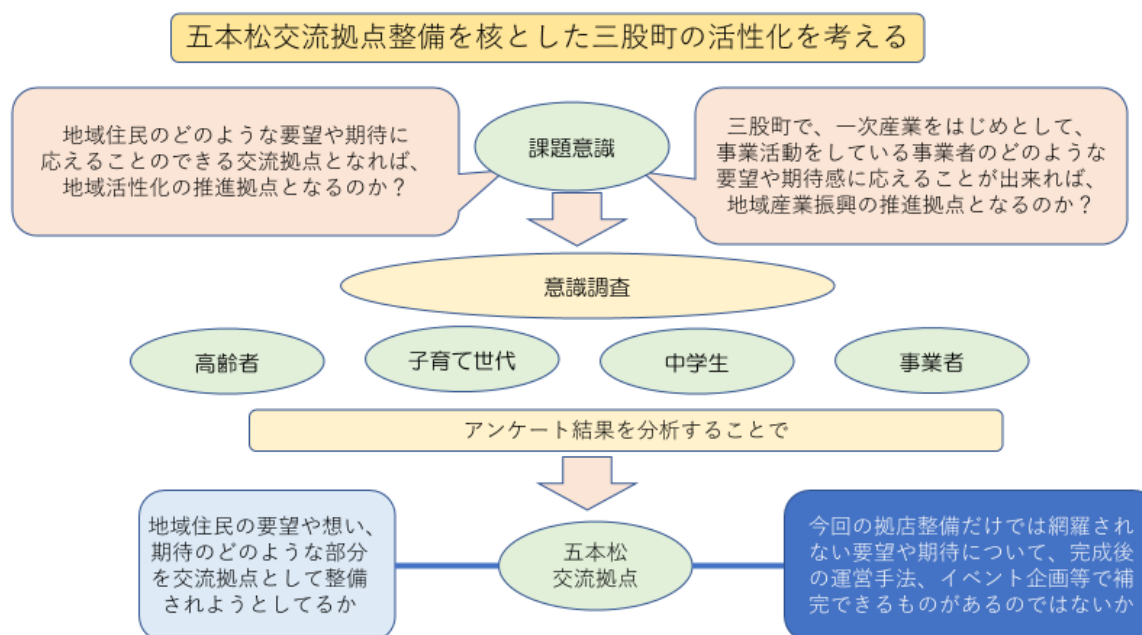 五本松交流拠点整備を核とした三股町の活性化を考える
地域住民のどのような要望や期待に
応えることのできる交流拠点となれば、
地域活性化の推進拠点となるのか？
課題意識
三股町で、一次産業をはじめとして、
事業活動をしている事業者のどのような
要望や期待感に応えることが出来れば、
地域産業振興の推進拠点となるのか？
意識調査
高齢者
子育て世代
中学生
事業者
アンケート結果を分析することで
地域住民の要望や想い、
期待のどのような部分
を交流拠点として整備
されようとしてるか
五本松
交流拠点
今回の拠店整備だけでは網羅され
ない要望や期待について、完成後
の運営手法、イベント企画等で補
完できるものがあるのではないか